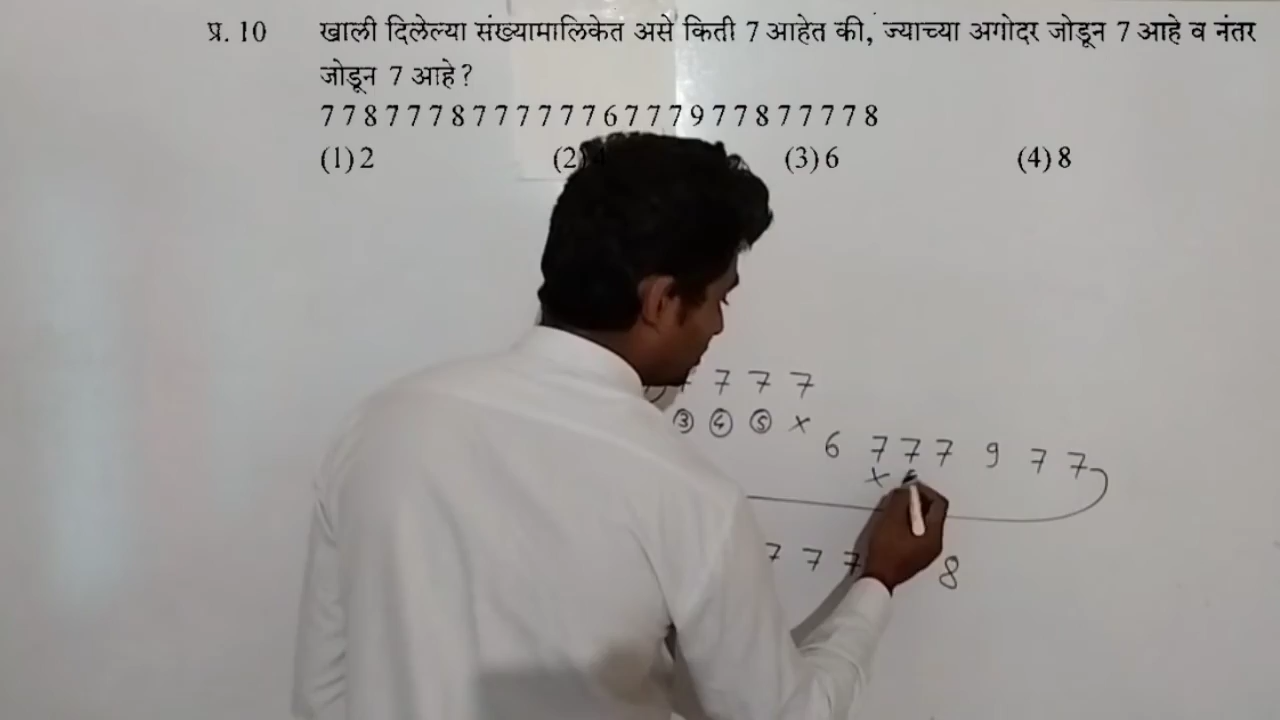 प्र. 10 खाली दिलेल्या संख्यामालिकेत असे किती 7 आहेत की, ज्याच्या अगोदर जोडून 7 आहे व नंतर
जोडून 7 आहे?
7 7 8 7 7 7 8 7 7 7 7 7 7 6 7 7 7 9 7 7 8 7 7 7 7 8
(1) 2 (2) (3) 6 (4) 8
7 7 7
3 4 5 ×
6 7 7 7 9 7 7
×
7 7 7 8